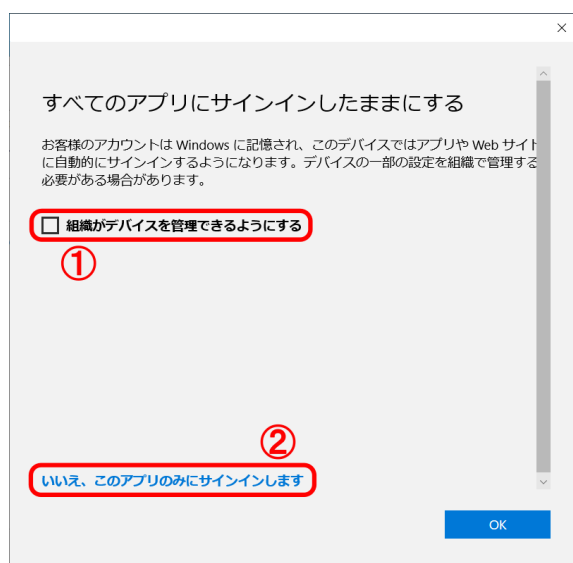 すべてのアプリにサインインしたままにする
お客様のアカウントは Windows に記憶され、このデバイスではアプリや Web サイト
に自動的にサインインするようになります。デバイスの一部の設定を組織で管理する
必要がある場合があります。
組織がデバイスを管理できるようにする
①
②
いいえ、このアプリのみにサインインします
OK